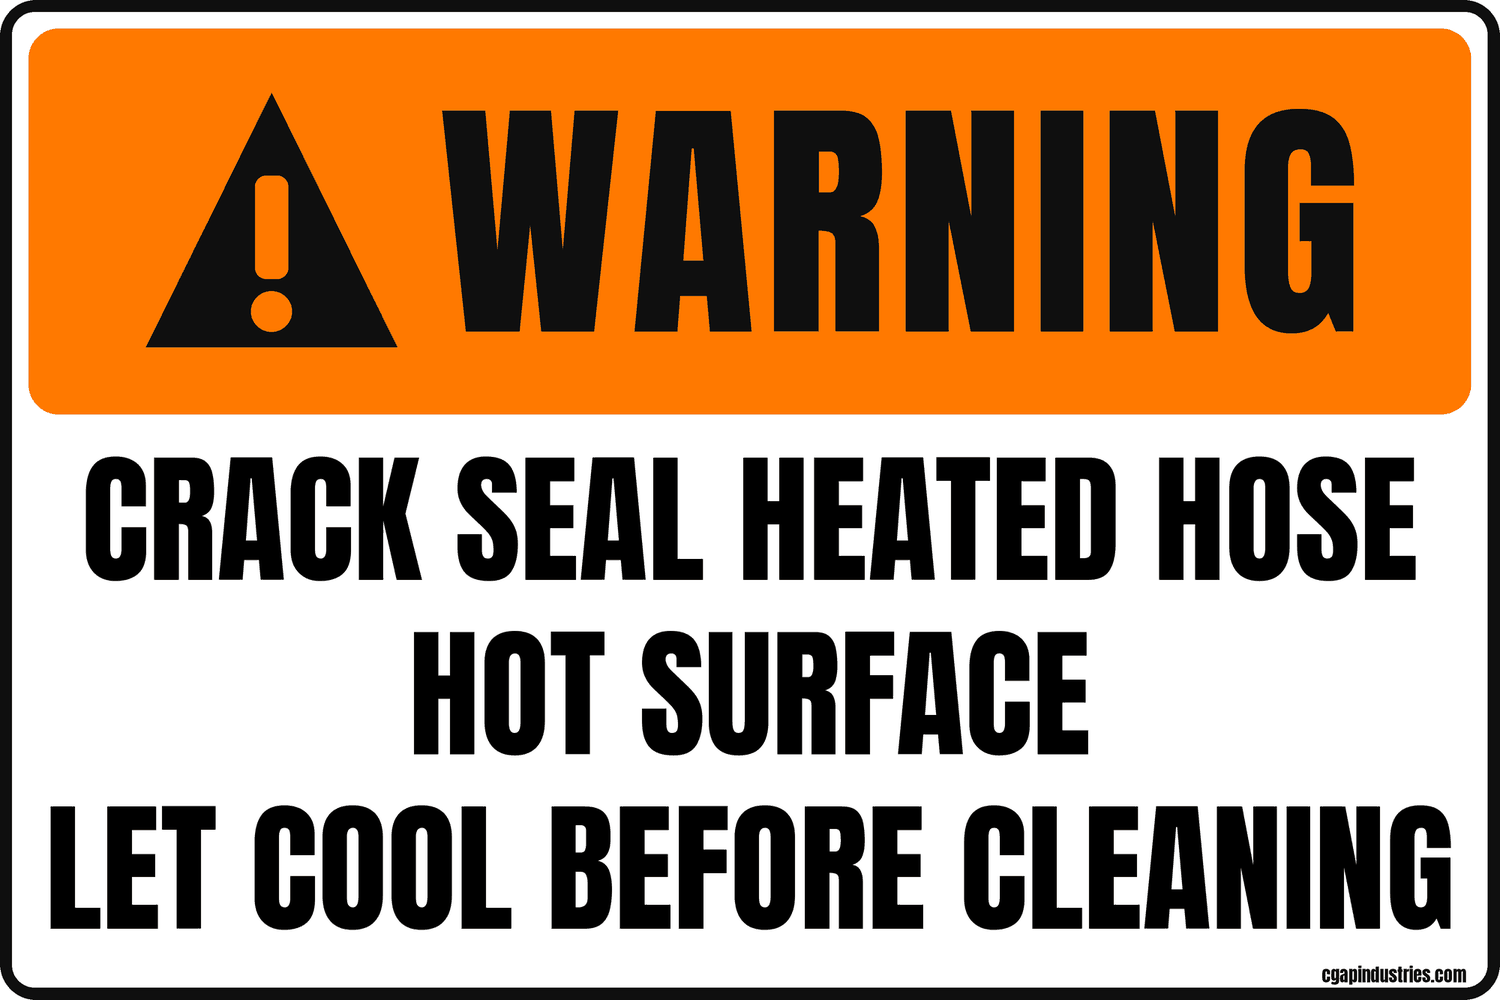 WARNING
CRACK SEAL HEATED HOSE
HOT SURFACE
LET COOL BEFORE CLEANING
cgapindustries.com